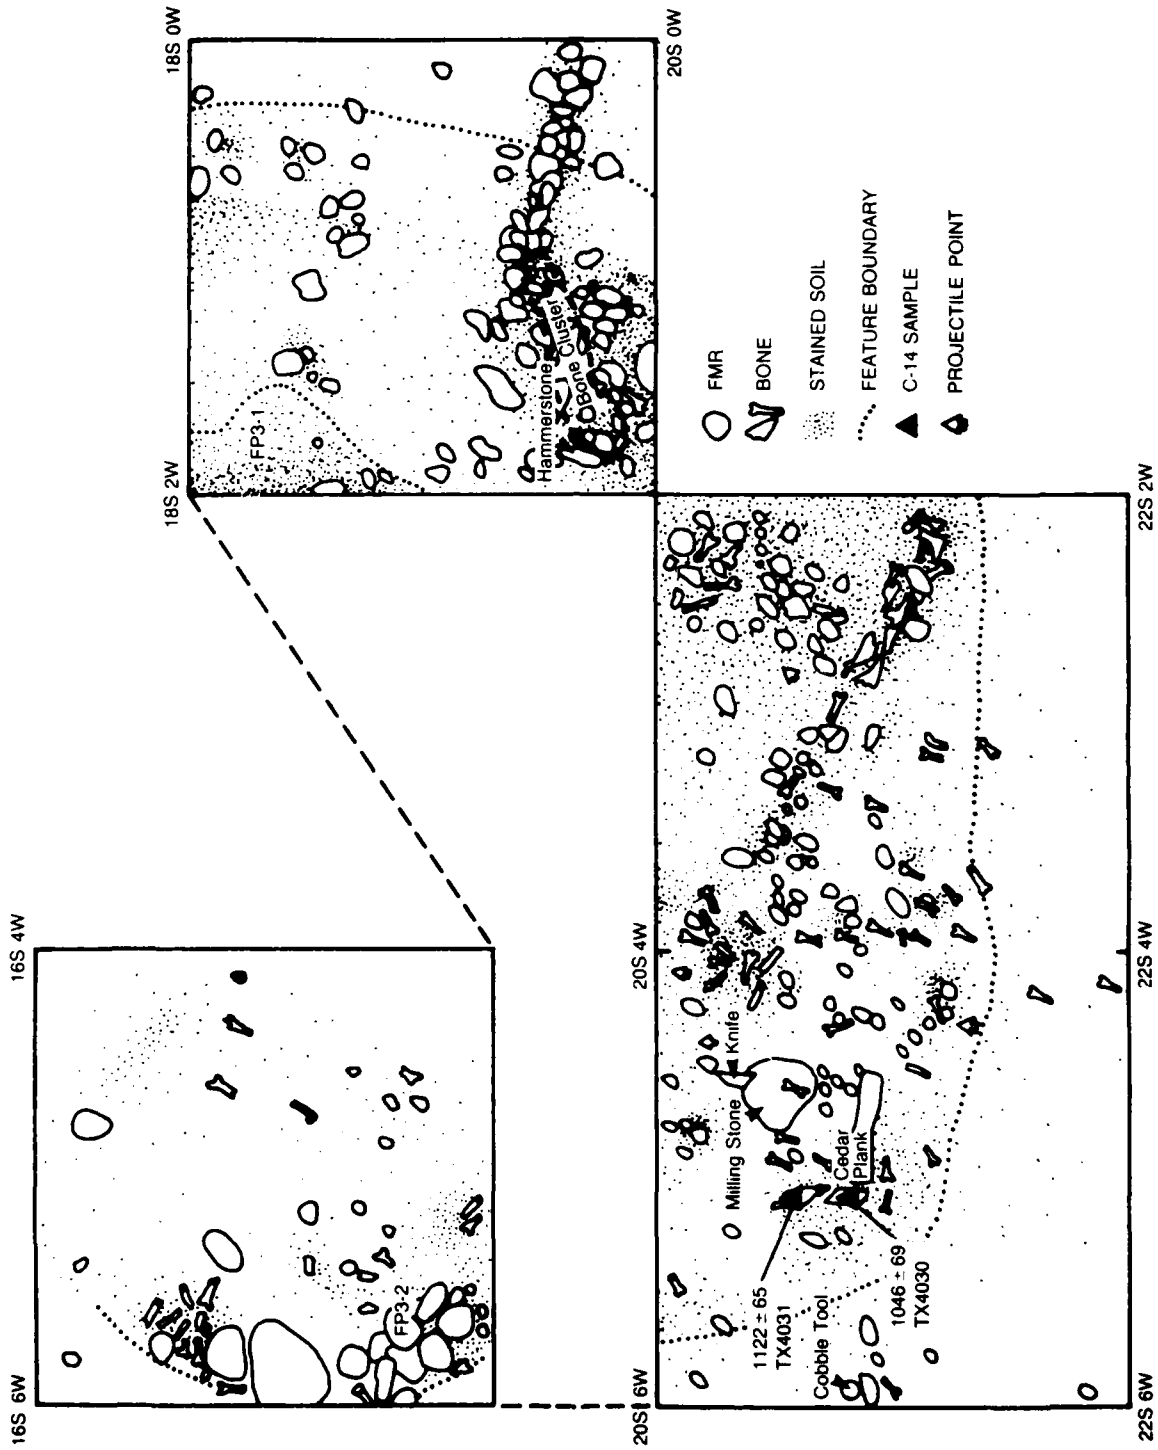 16S 6W
16S 4W
FP3-2
18S 2W
18S 0W
FP3-1
Hammerstone
Bone Cluster
20S 0W
20S 6W
20S 4W
Milling Stone
Knife
Cedar
Plank
1122 ± 65
TX4031
Cobble Tool
1046 ± 69
TX4030
22S 6W
22S 4W
22S 2W
FMR
BONE
STAINED SOIL
FEATURE BOUNDARY
C-14 SAMPLE
PROJECTILE POINT